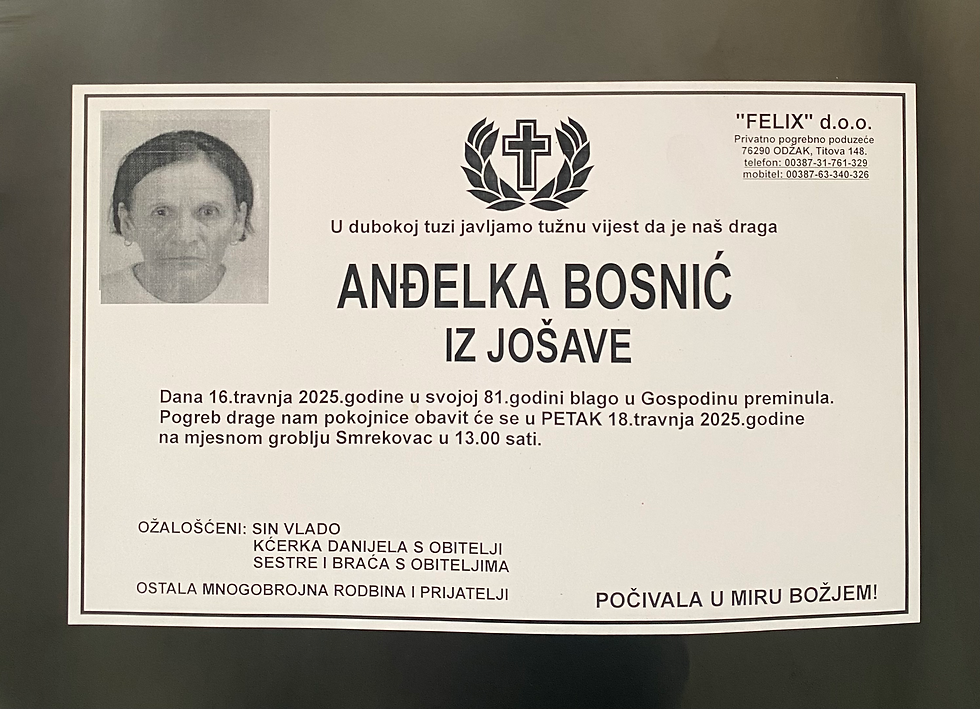 "FELIX" d.o.o.
Privatno pogrebno poduzeće
76290 ODŽAK, Titova 148.
telefon: 00387-31-761-329
mobitel: 00387-63-340-326
U dubokoj tuzi javljamo tužnu vijest da je naš draga
ANĐELKA BOSNIĆ
IZ JOŠAVE
Dana 16.travnja 2025.godine u svojoj 81.godini blago u Gospodinu preminula.
Pogreb drage nam pokojnice obavit će se u PETAK 18.travnja 2025.godine
na mjesnom groblju Smrekovac u 13.00 sati.
OŽALOŠĆENI: SIN VLADO
KĆERKA DANIJELA S OBITELJI
SESTRE I BRAĆA S OBITELJIMA
OSTALA MNOGOBROJNA RODBINA I PRIJATELJI
POČIVALA U MIRU BOŽJEM!